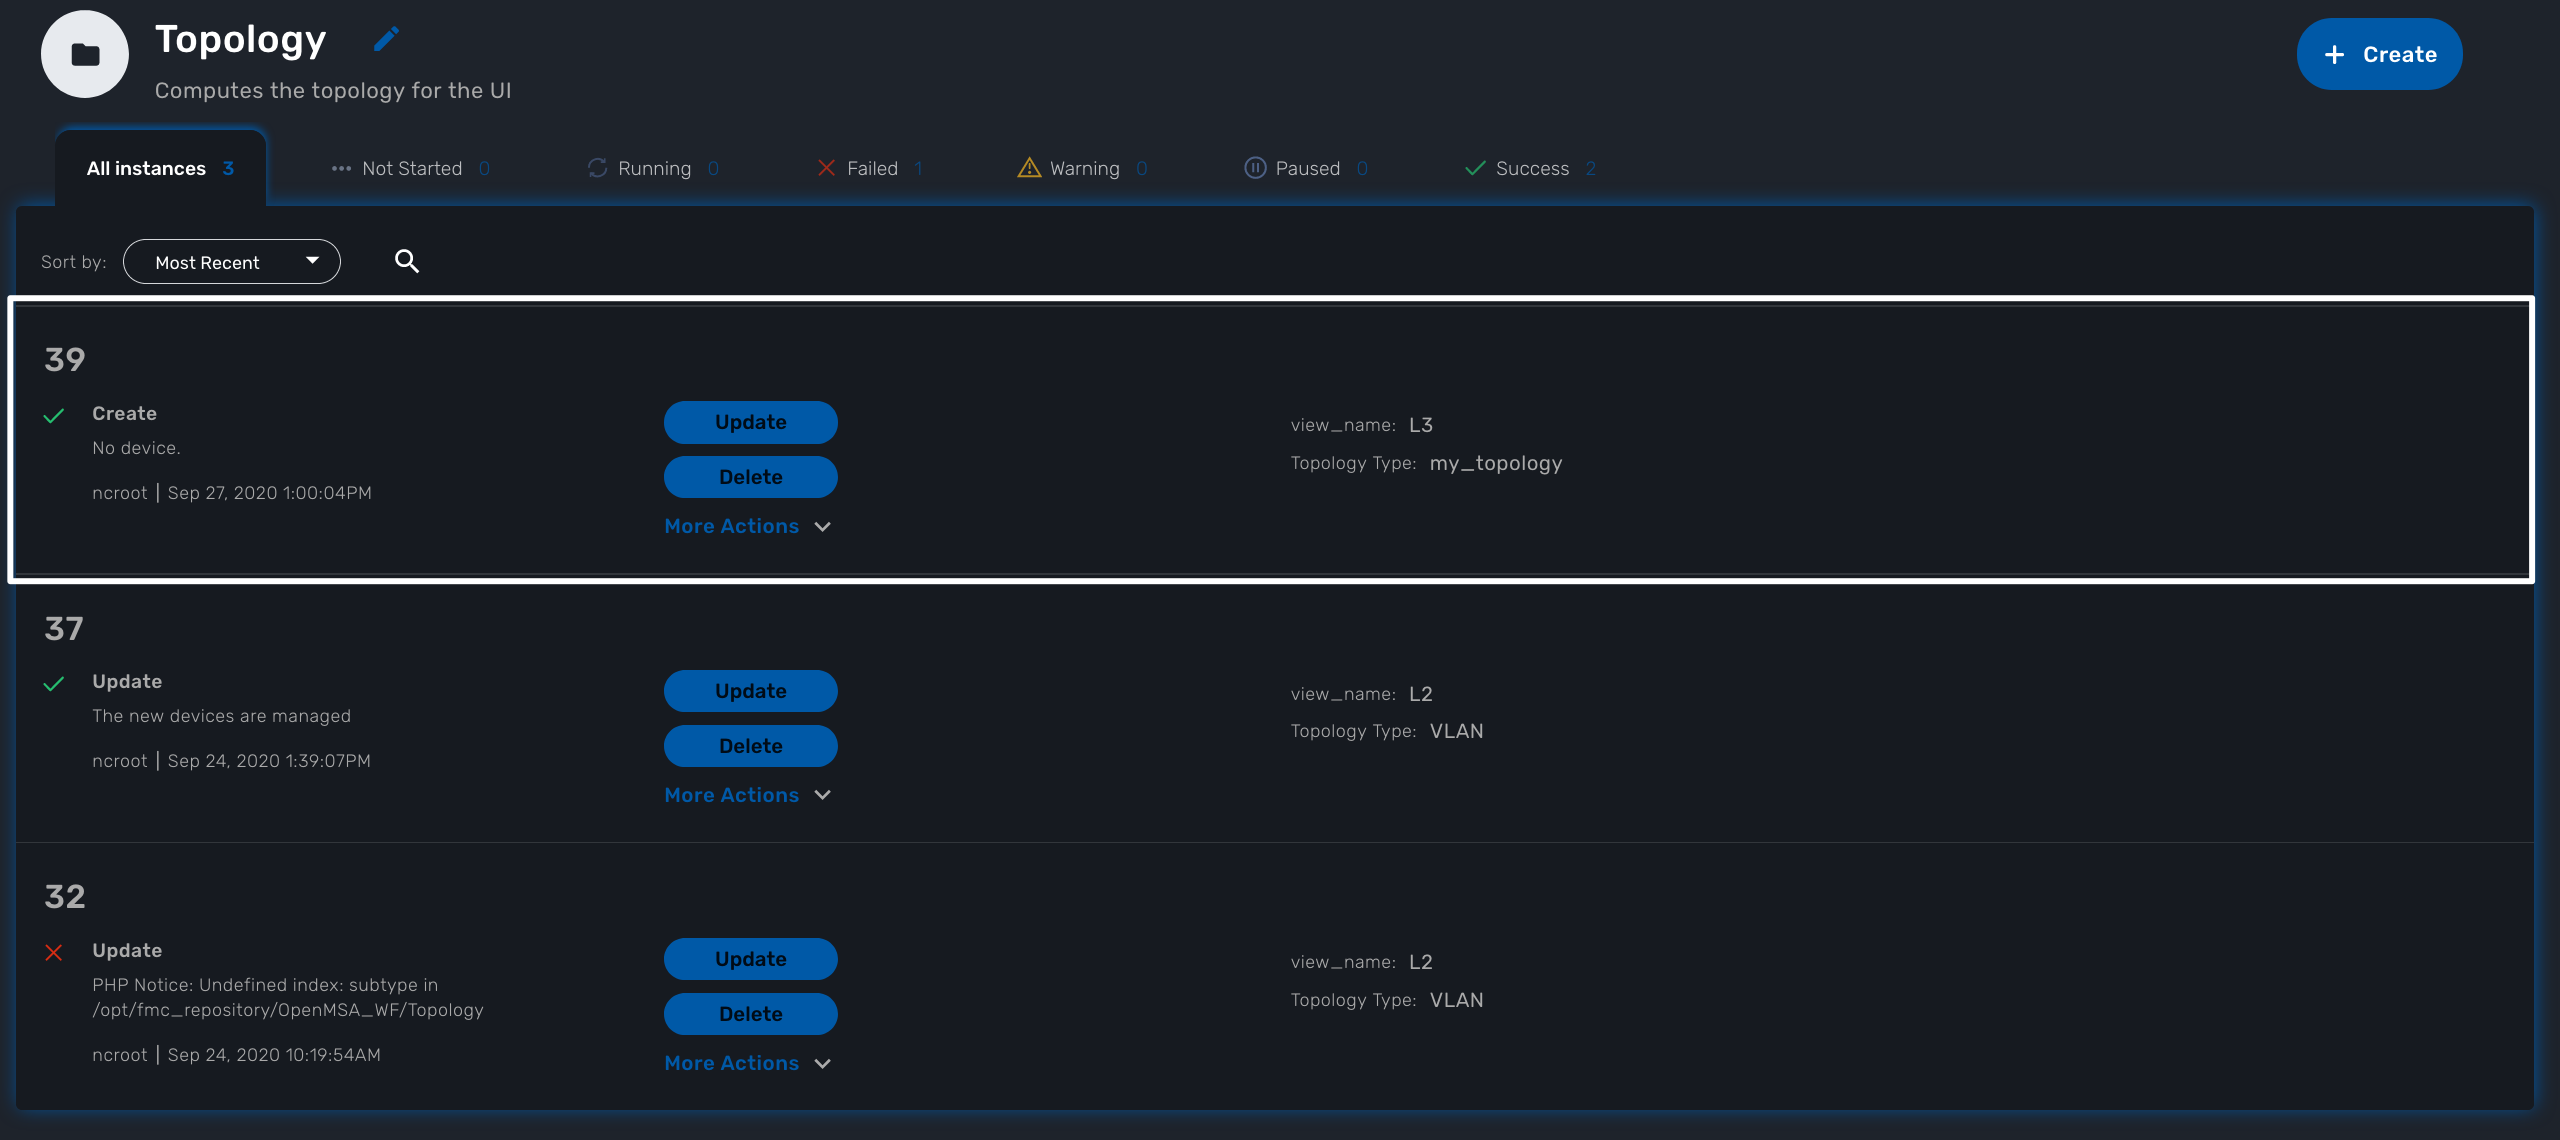 Topology
Computes the topology for the UI
+ Create
All instances 3
Not Started 0
Running 0
Failed 1
Warning 0
Paused 0
Success 2
Sort by: Most Recent
39
Create
No device.
ncroot | Sep 27, 2020 1:00:04PM
Update
Delete
More Actions
view_name: L3
Topology Type: my_topology
37
Update
The new devices are managed
ncroot | Sep 24, 2020 1:39:07PM
Update
Delete
More Actions
view_name: L2
Topology Type: VLAN
32
Update
PHP Notice: Undefined index: subtype in
/opt/fmc_repository/OpenMSA_WF/Topology
ncroot | Sep 24, 2020 10:19:54AM
Update
Delete
More Actions
view_name: L2
Topology Type: VLAN